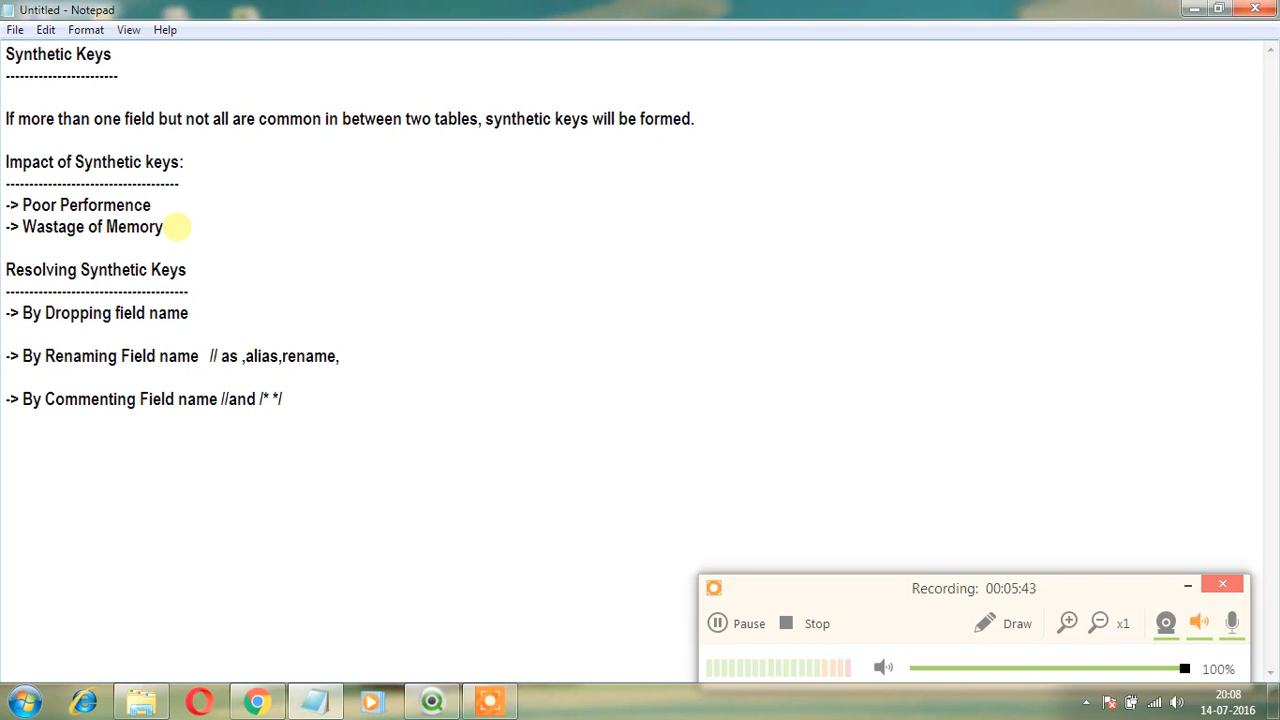 Untitled - Notepad
File Edit Format View Help
Synthetic Keys
-------------------------
If more than one field but not all are common in between two tables, synthetic keys will be formed.
Impact of Synthetic keys:
---------------------------------------
-> Poor Performence
-> Wastage of Memory
Resolving Synthetic Keys
-----------------------------------------
-> By Dropping field name
-> By Renaming Field name // as ,alias,rename,
-> By Commenting Field name //and /* */
Recording: 00:05:43
Pause Stop Draw x1
100%
20:08
14-07-2016